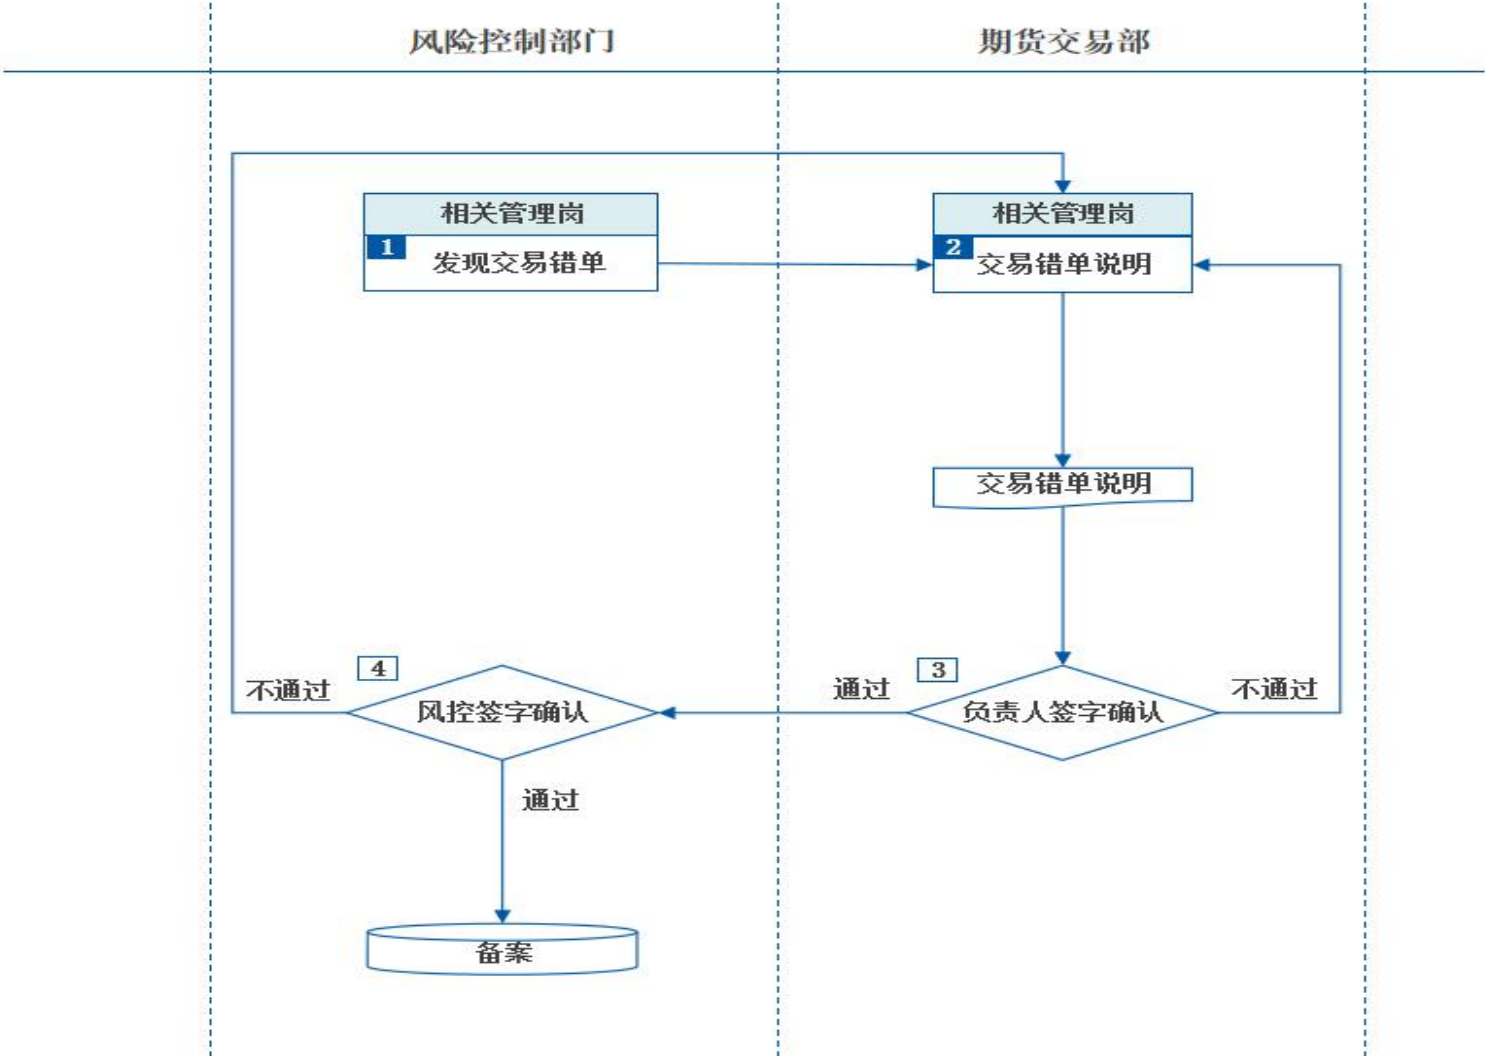 风险控制部门
期货交易部
相关管理岗
1
发现交易错单
相关管理岗
2
交易错单说明
交易错单说明
4
不通过
风控签字确认
通过
3
负责人签字确认
不通过
通过
备案